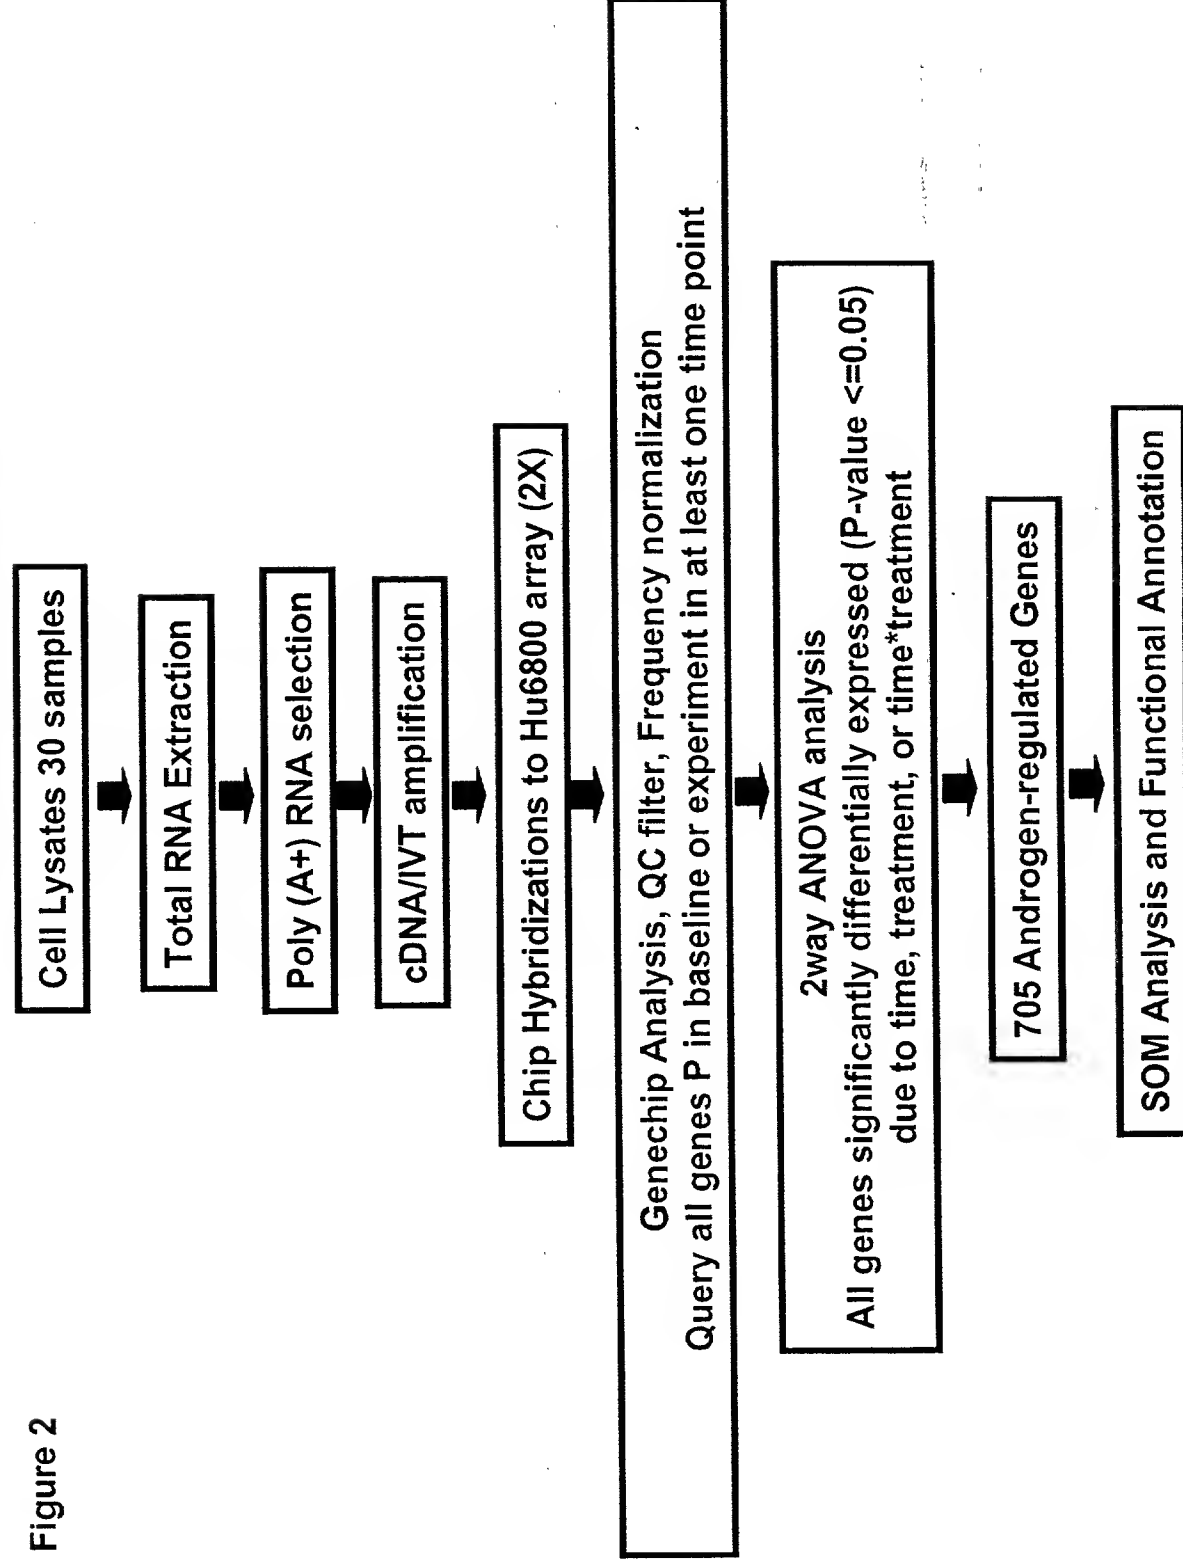 Figure 2
Cell Lysates 30 samples
Total RNA Extraction
Poly (A+) RNA selection
cDNA/IVT amplification
Chip Hybridizations to Hu6800 array (2X)
Genechip Analysis, QC filter, Frequency normalization
Query all genes P in baseline or experiment in at least one time point
2way ANOVA analysis
All genes significantly differentially expressed (P-value <=0.05)
due to time, treatment, or time*treatment
705 Androgen-regulated Genes
SOM Analysis and Functional Annotation